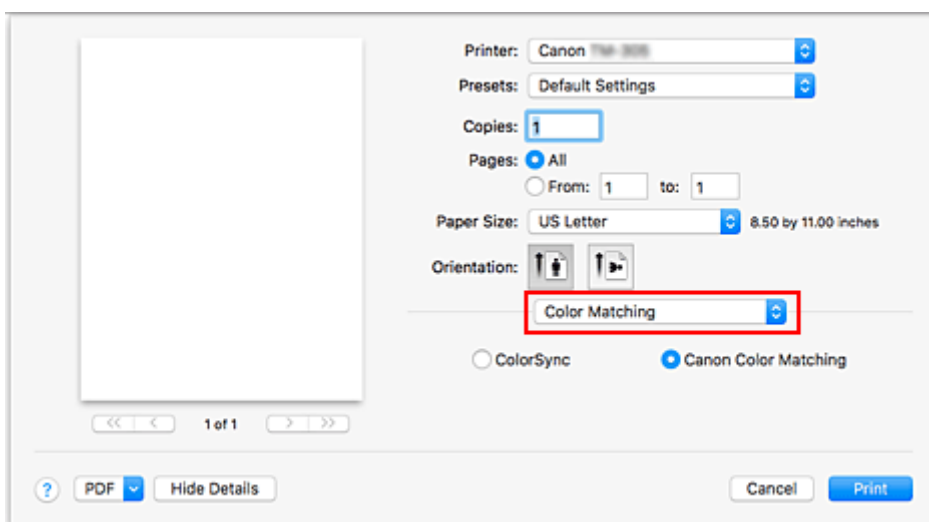 Printer: Canon
Presets: Default Settings
Copies: 1
Pages: All
From: 1 to: 1
Paper Size: US Letter 8.50 by 11.00 inches
Orientation:
Color Matching
ColorSync Canon Color Matching
<< < 1 of 1 > >>
? PDF Hide Details Cancel Print